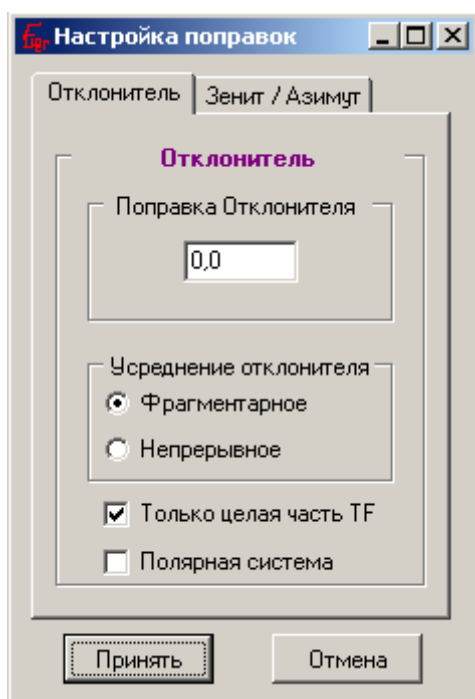 Настройка поправок
Отклонитель
Зенит / Азимут
Отклонитель
Поправка Отклонителя
0,0
Усреднение отклонителя
Фрагментарное
Непрерывное
Только целая часть TF
Полярная система
Принять
Отмена